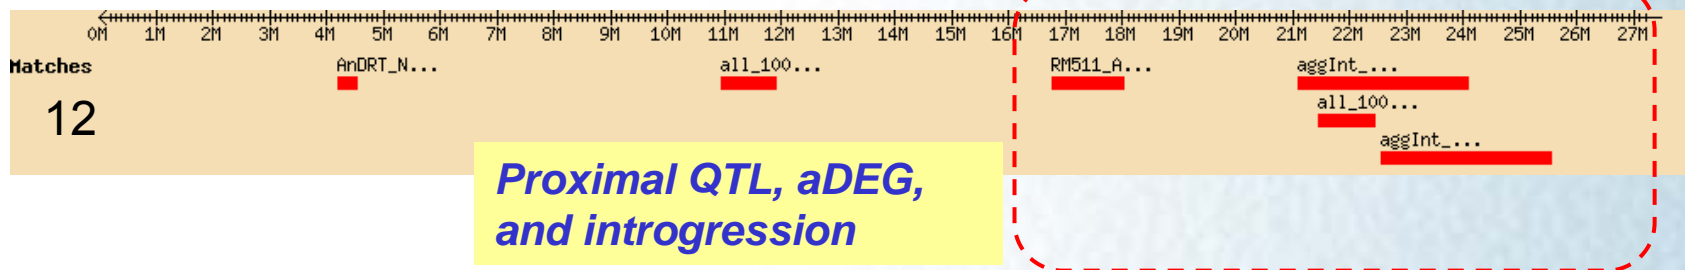 0M 1M 2M 3M 4M 5M 6M 7M 8M 9M 10M 11M 12M 13M 14M 15M 16M 17M 18M 19M 20M 21M 22M 23M 24M 25M 26M 27M
Matches AnDRT_N... all_100... RM511_A... aggInt_...
12 all_100...
aggInt_...
Proximal QTL, aDEG,
and introgression